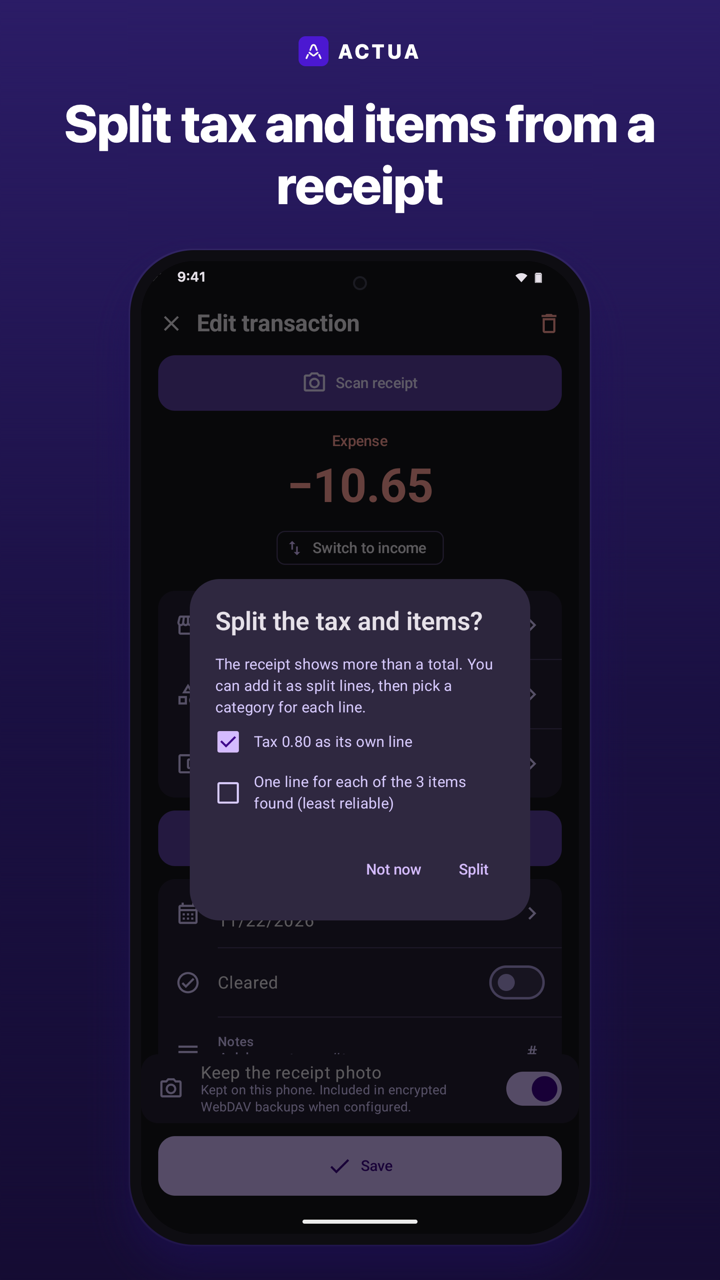 ACTUA
Split tax and items from a
receipt
9:41
Edit transaction
Scan receipt
Expense
−10.65
Switch to income
Split the tax and items?
The receipt shows more than a total. You
can add it as split lines, then pick a
category for each line.
Tax 0.80 as its own line
One line for each of the 3 items
found (least reliable)
Not now
Split
11/22/2026
Cleared
Notes
#
Keep the receipt photo
Kept on this phone. Included in encrypted
WebDAV backups when configured.
Save